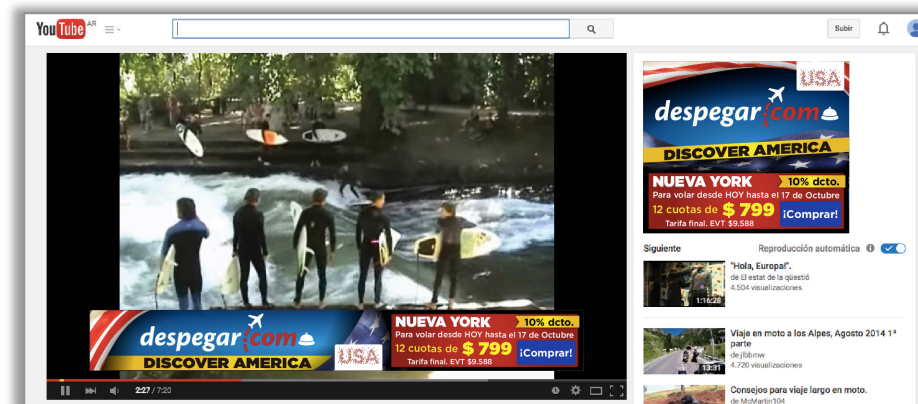 YouTube AR
Subir
USA
despegar.com
DISCOVER AMERICA
NUEVA YORK 10% dcto.
Para volar desde HOY hasta el 17 de Octubre
12 cuotas de $ 799 ¡Comprar!
Tarifa final. EVT $9.588
Siguiente Reproducción automática
"Hola, Europa!".
de El estat de la qüestió
4.504 visualizaciones
1:16:28
Viaje en moto a los Alpes, Agosto 2014 1ª
parte
de jlbbmw
4.720 visualizaciones
13:31
Consejos para viaje largo en moto.
de McMartin104
despegar.com
DISCOVER AMERICA
USA
NUEVA YORK 10% dcto.
Para volar desde HOY hasta el 17 de Octubre
12 cuotas de $ 799 ¡Comprar!
Tarifa final. EVT $9.588
2:27 / 7:20